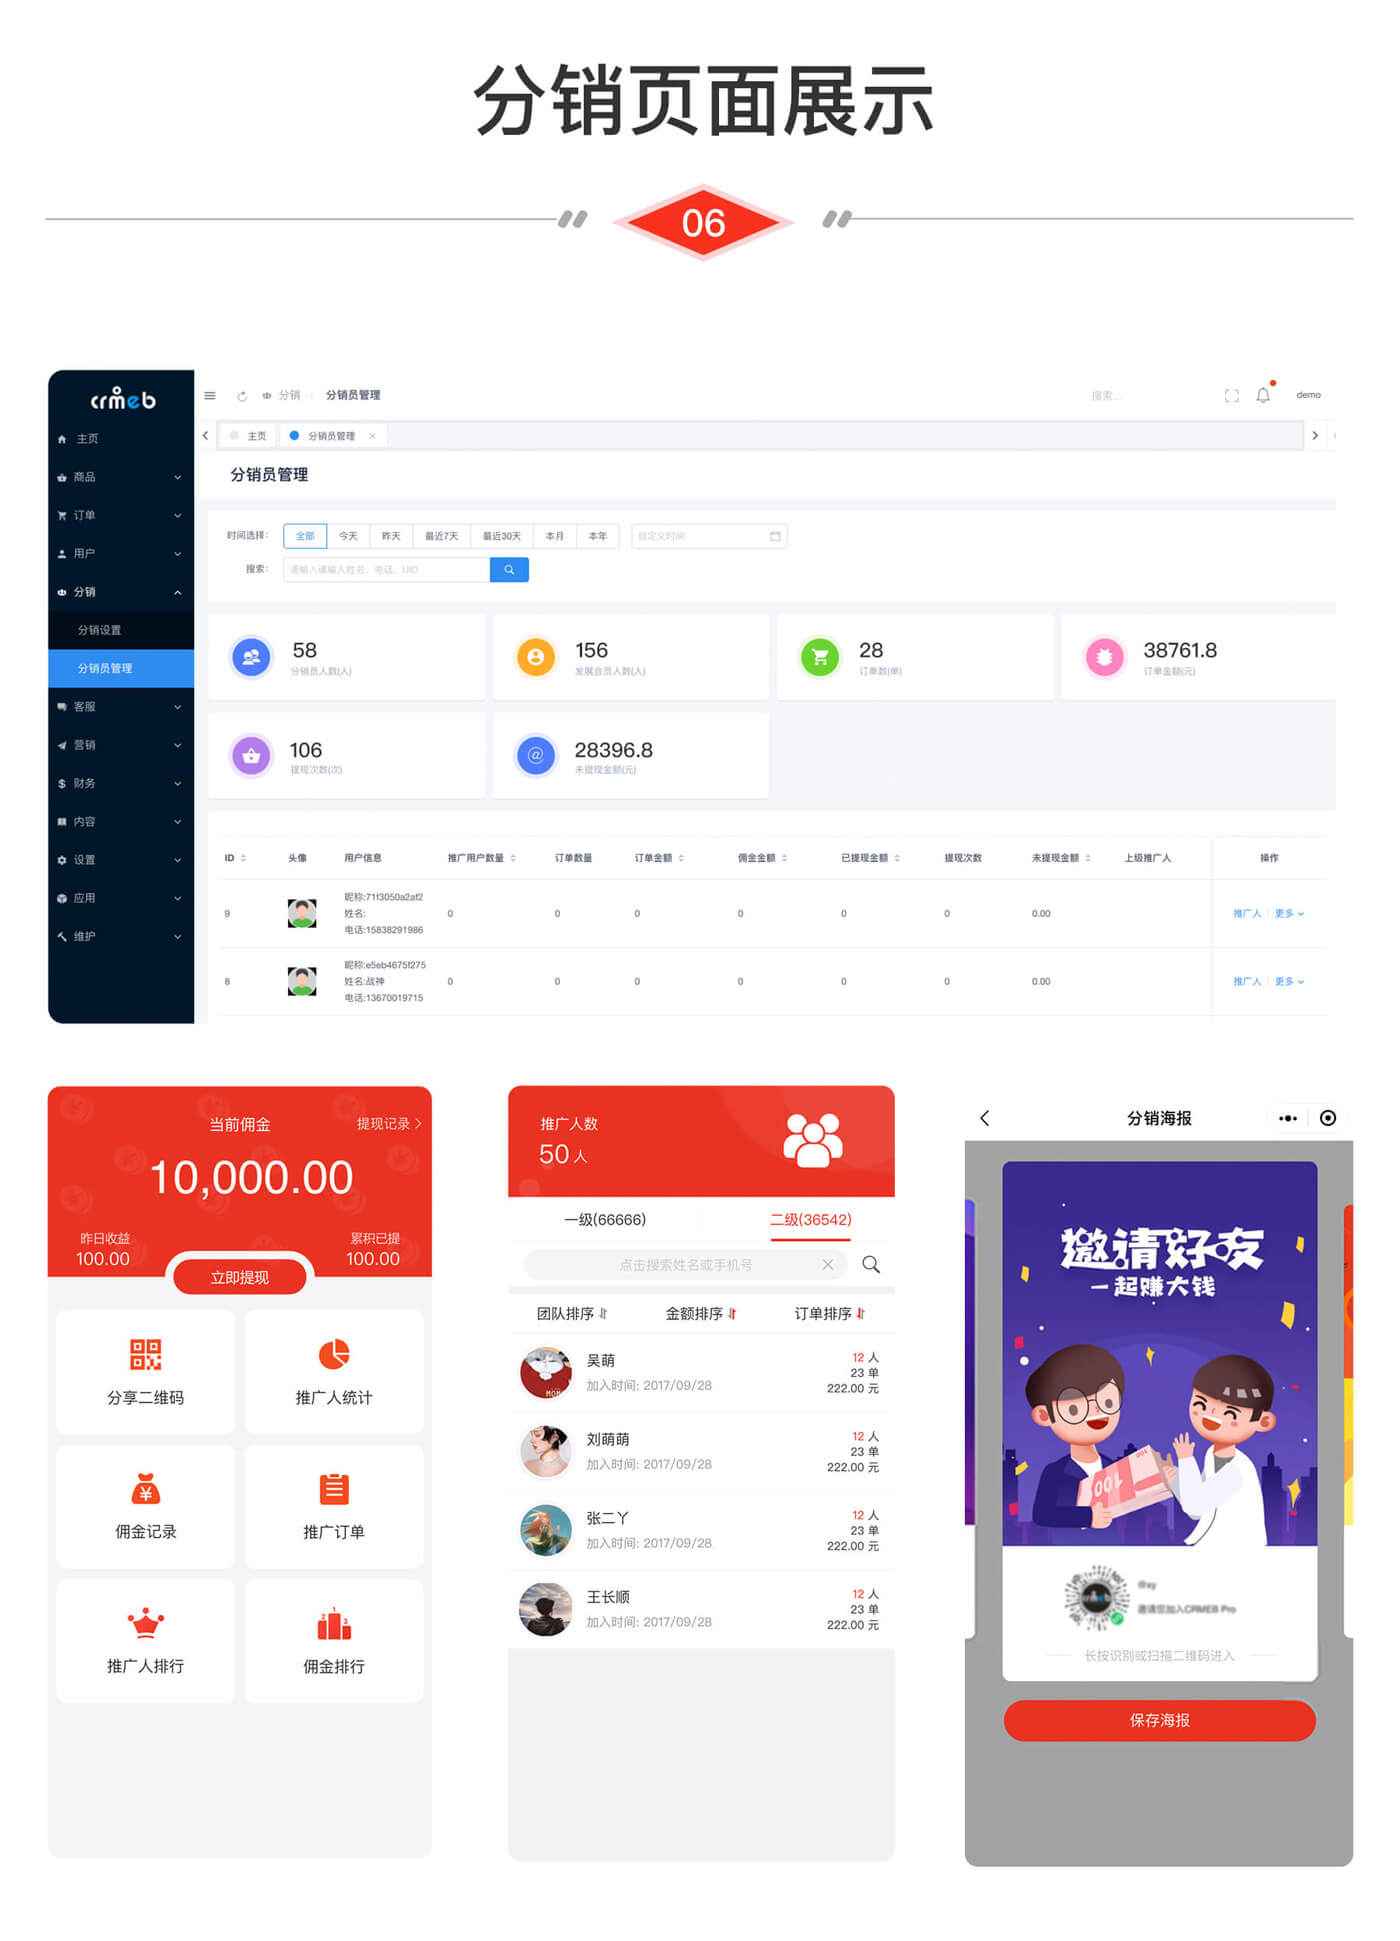 分销页面展示
06
crmeb
分销 / 分销员管理
搜索...
demo
主页
分销员管理
主页
商品
订单
用户
分销
分销设置
分销员管理
客服
营销
财务
内容
设置
应用
维护
分销员管理
时间选择:
全部 今天 昨天 最近7天 最近30天 本月 本年
自定义时间
搜索:
请输入请输入姓名、电话、UID
58
分销员人数(人)
156
发展会员人数(人)
28
订单数(单)
38761.8
订单金额(元)
106
提现次数(次)
28396.8
未提现金额(元)
ID 头像 用户信息 推广用户数量 订单数量 订单金额 佣金金额 已提现金额 提现次数 未提现金额 上级推广人 操作
昵称:71f3050a2af2
9 姓名: 0 0 0 0 0 0 0.00 推广人 更多
电话:15838291986
昵称:e5eb4675f275
8 姓名:战神 0 0 0 0 0 0 0.00 推广人 更多
电话:13670019715
当前佣金
提现记录
10,000.00
昨日收益
100.00
累积已提
100.00
立即提现
分享二维码
推广人统计
佣金记录
推广订单
推广人排行
2 1 3
佣金排行
推广人数
50人
一级(66666)
二级(36542)
点击搜索姓名或手机号
团队排序
金额排序
订单排序
吴萌
加入时间: 2017/09/28
12 人
23 单
222.00 元
刘萌萌
加入时间: 2017/09/28
12 人
23 单
222.00 元
张二丫
加入时间: 2017/09/28
12 人
23 单
222.00 元
王长顺
加入时间: 2017/09/28
12 人
23 单
222.00 元
MOM
分销海报
邀请好友
一起赚大钱
100
邀请您加入CRMEB Pro
长按识别或扫描二维码进入
保存海报